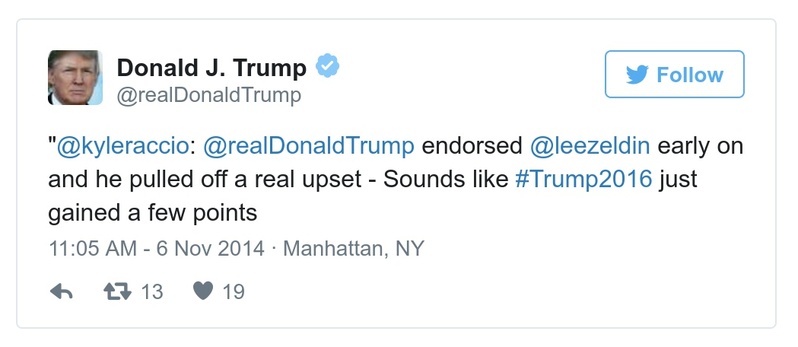 Donald J. Trump
@realDonaldTrump
Follow
"@kyleraccio: @realDonaldTrump endorsed @leezeldin early on
and he pulled off a real upset - Sounds like #Trump2016 just
gained a few points
11:05 AM - 6 Nov 2014 · Manhattan, NY
13
19